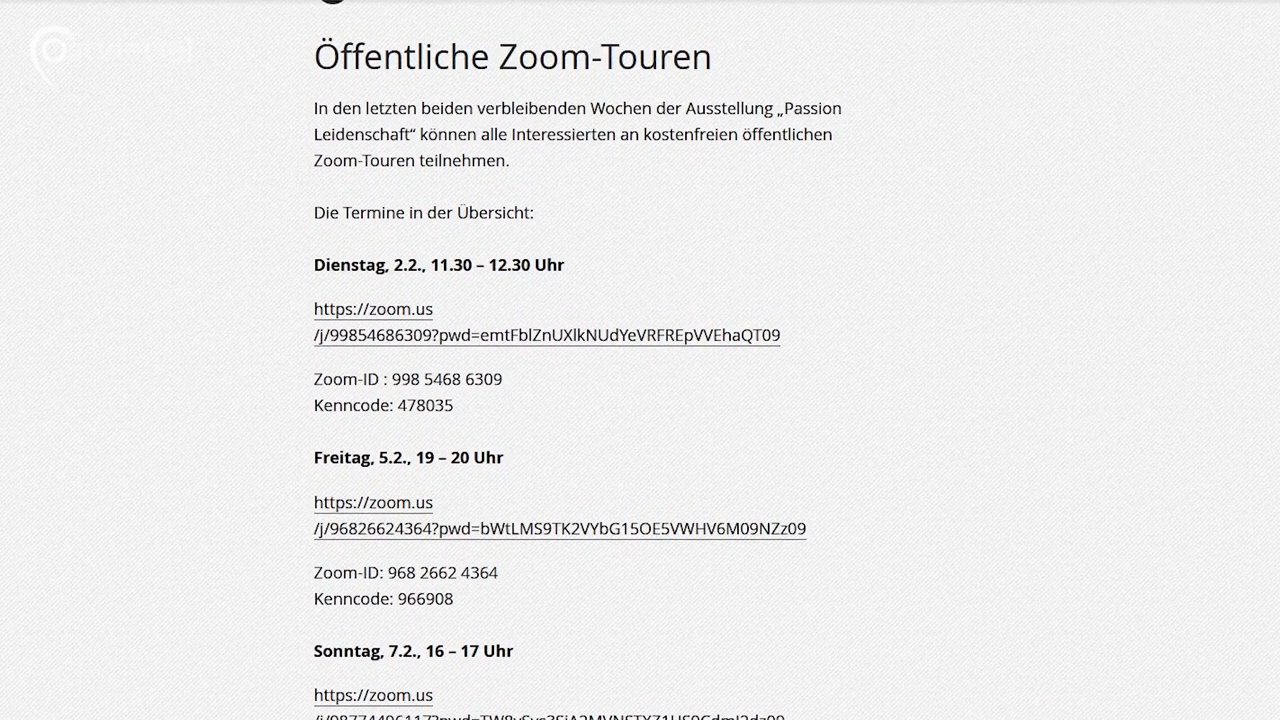 Öffentliche Zoom-Touren
In den letzten beiden verbleibenden Wochen der Ausstellung „Passion
Leidenschaft“ können alle Interessierten an kostenfreien öffentlichen
Zoom-Touren teilnehmen.
Die Termine in der Übersicht:
Dienstag, 2.2., 11.30 – 12.30 Uhr
https://zoom.us
/j/99854686309?pwd=emtFblZnUXlkNUdYeVRFREpVVEhaQT09
Zoom-ID : 998 5468 6309
Kenncode: 478035
Freitag, 5.2., 19 – 20 Uhr
https://zoom.us
/j/96826624364?pwd=bWtLMS9TK2VYbG15OE5VWHV6M09NZz09
Zoom-ID: 968 2662 4364
Kenncode: 966908
Sonntag, 7.2., 16 – 17 Uhr
https://zoom.us